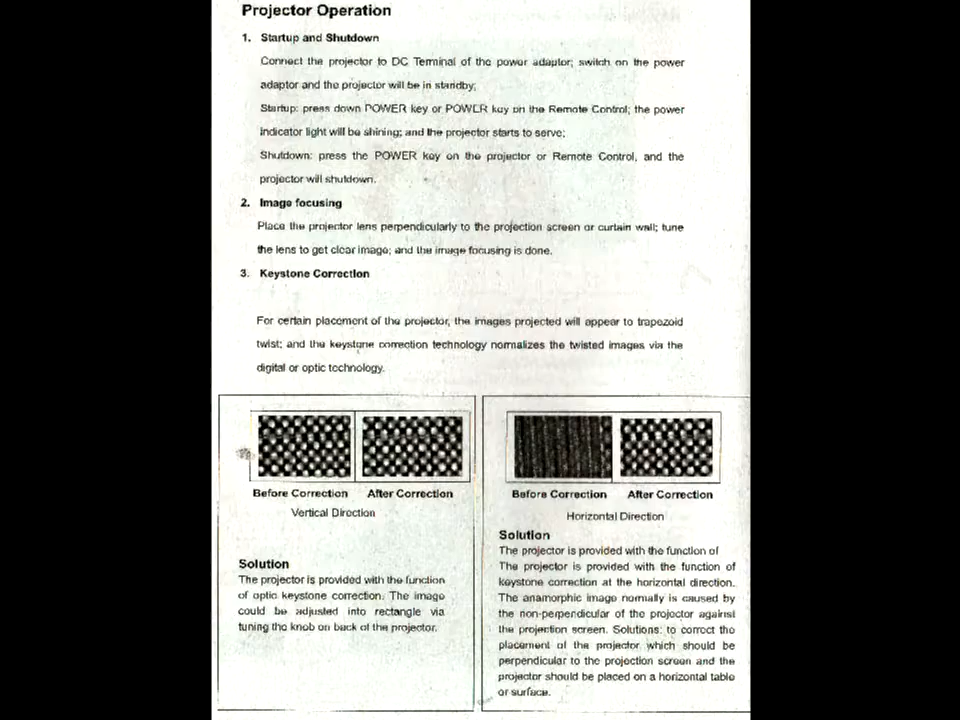 Projector Operation
1. Startup and Shutdown
Connect the projector to DC Terminal of the power adaptor; switch on the power
adaptor and the projector will be in standby;
Startup: press down POWER key or POWER key on the Remote Control; the power
indicator light will be shining; and the projector starts to serve;
Shutdown: press the POWER key on the projector or Remote Control, and the
projector will shutdown.
2. Image focusing
Place the projector lens perpendicularly to the projection screen or curtain wall; tune
the lens to get clear image; and the image focusing is done.
3. Keystone Correction
For certain placement of the projector, the images projected will appear to trapezoid
twist; and the keystone correction technology normalizes the twisted images via the
digital or optic technology.
Before Correction After Correction
Vertical Direction
Solution
The projector is provided with the function
of optic keystone correction. The image
could be adjusted into rectangle via
tuning the knob on back of the projector.
Before Correction After Correction
Horizontal Direction
Solution
The projector is provided with the function of
The projector is provided with the function of
keystone correction at the horizontal direction.
The anamorphic image normally is caused by
the non-perpendicular of the projector against
the projection screen. Solutions: to correct the
placement of the projector which should be
perpendicular to the projection screen and the
projector should be placed on a horizontal table
or surface.